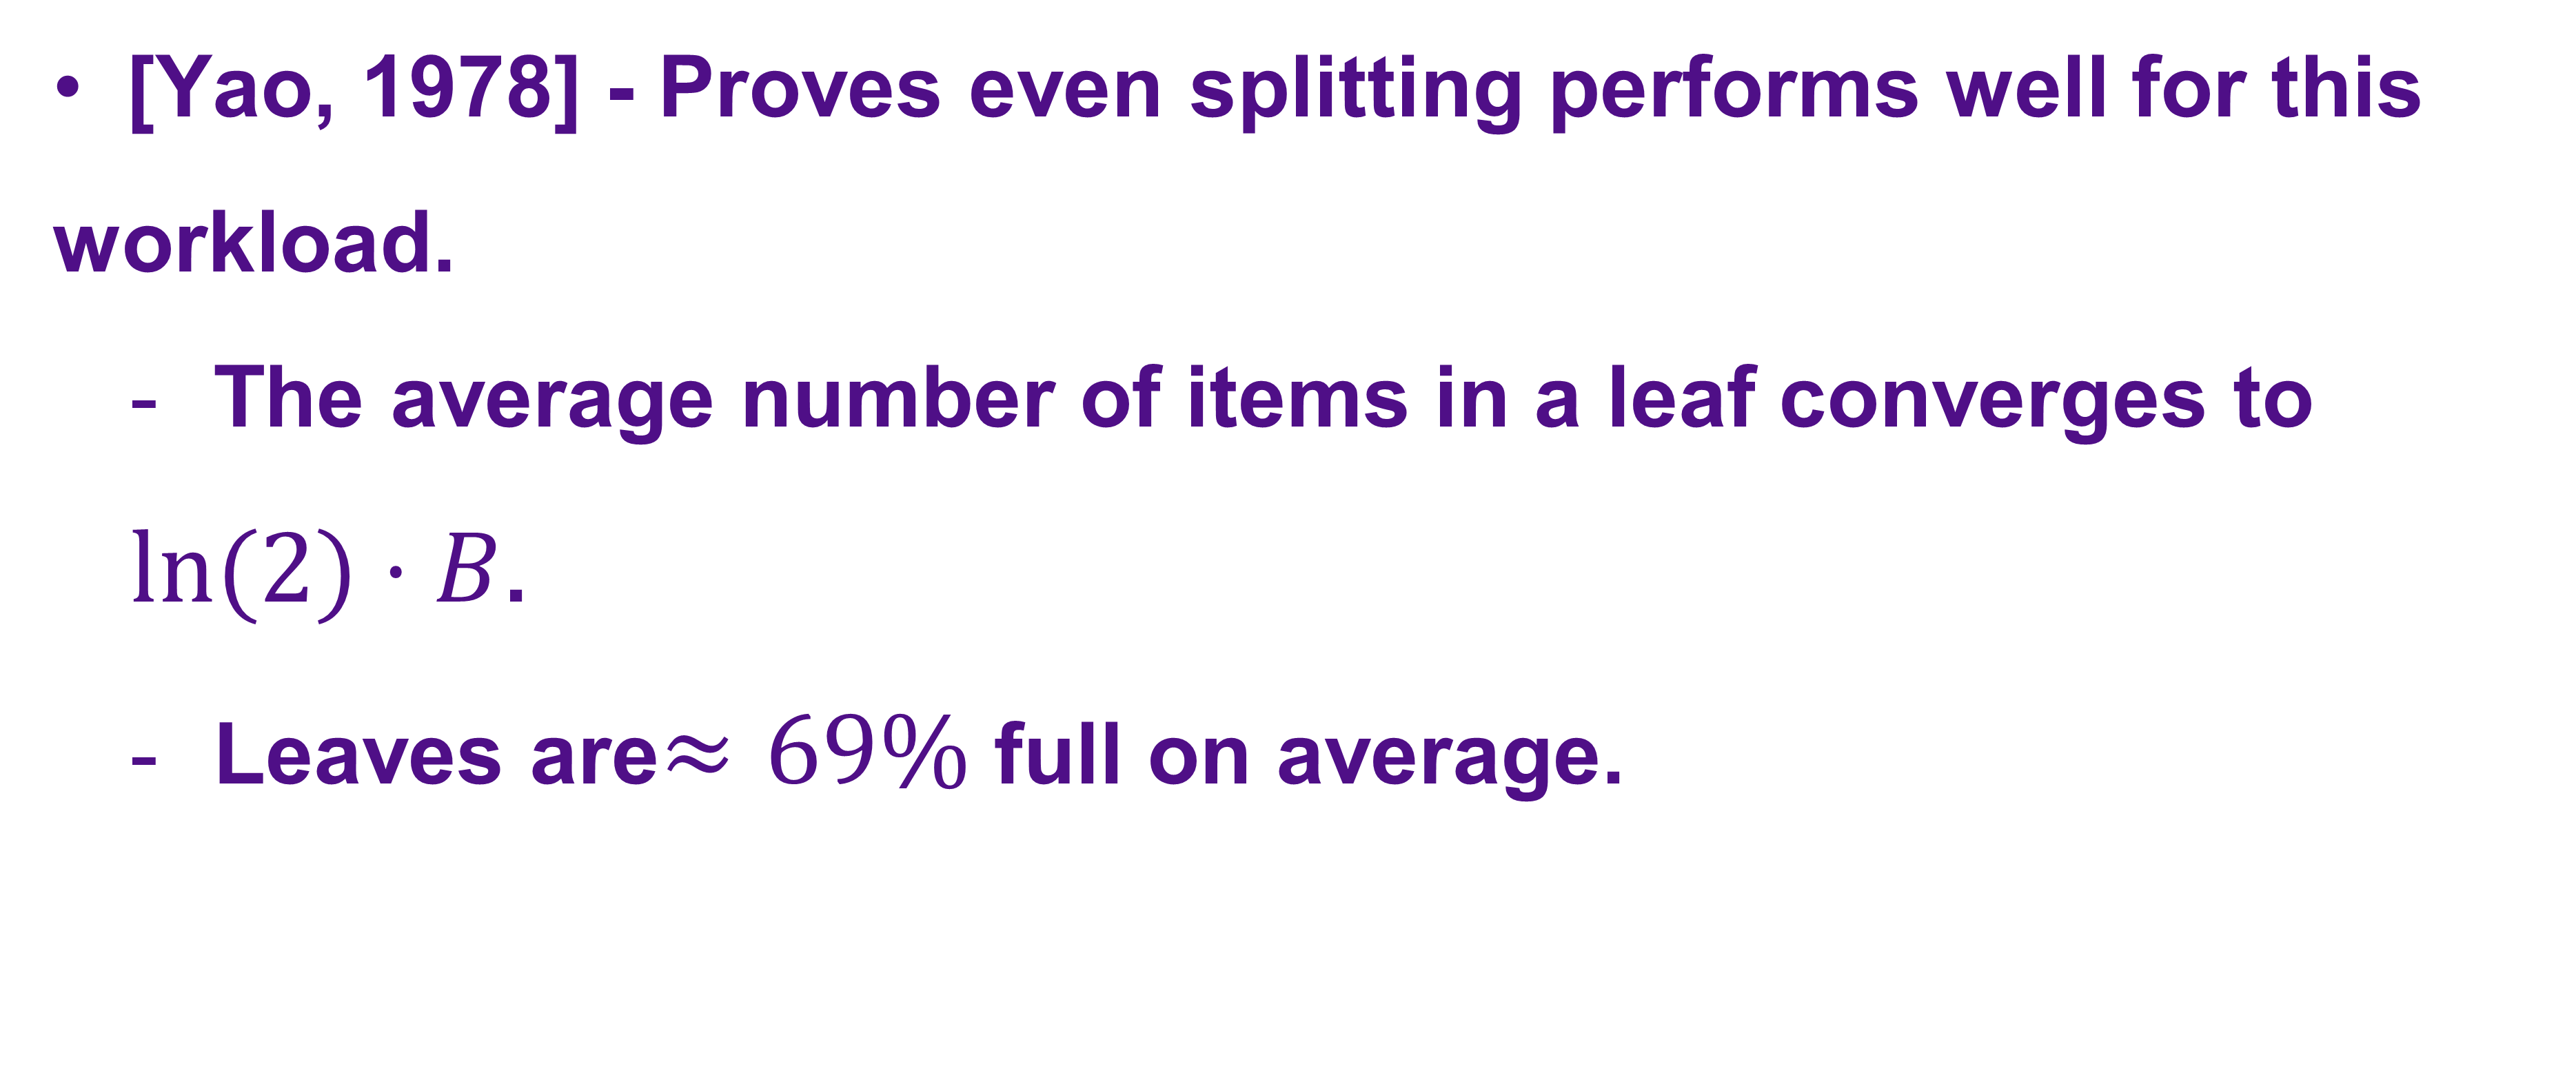 • [Yao, 1978] - Proves even splitting performs well for this
workload.
- The average number of items in a leaf converges to
ln(2) · B.
- Leaves are≈ 69% full on average.